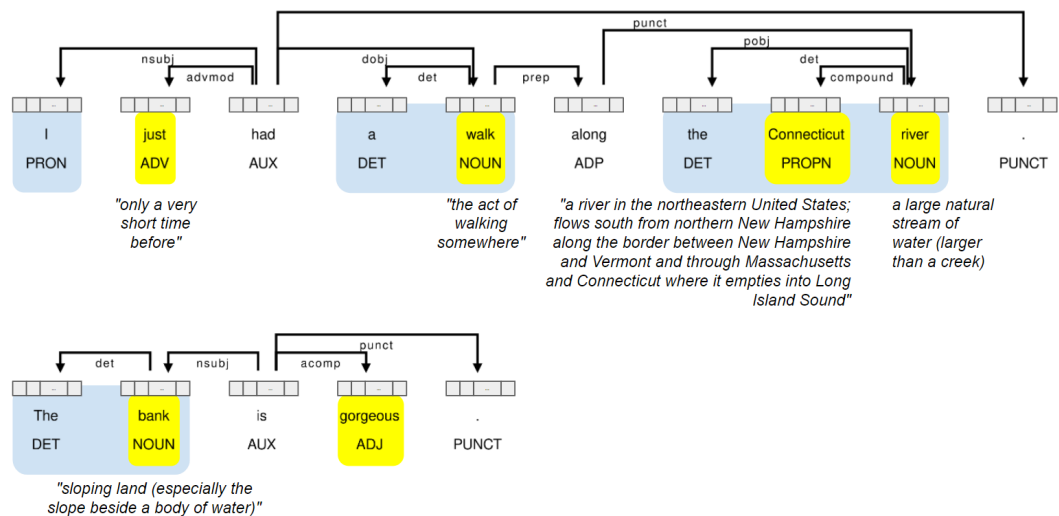 punct
pobj
nsubj dobj det
advmod det prep compound
I just had a walk along the Connecticut river .
PRON ADV AUX DET NOUN ADP DET PROPN NOUN PUNCT
"only a very
short time
before"
"the act of
walking
somewhere"
"a river in the northeastern United States;
flows south from northern New Hampshire
along the border between New Hampshire
and Vermont and through Massachusetts
and Connecticut where it empties into Long
Island Sound"
a large natural
stream of
water (larger
than a creek)
punct
det nsubj acomp
The bank is gorgeous .
DET NOUN AUX ADJ PUNCT
"sloping land (especially the
slope beside a body of water)"